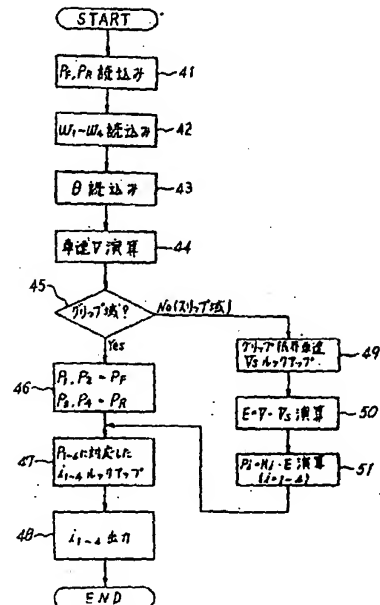 START
PF, PR 読込み
41
W1~W4 読込み
42
θ 読込み
43
車速V演算
44
45
グリップ域?
No(スリップ域)
Yes
46
P1, P2 = PF
P3, P4 = PR
47
P1~4に対応した
i1~4 ルックアップ
48
i1~4 出力
END
グリップ限界車速
VS ルックアップ
49
E=V-VS 演算
50
Pi=Ki・E 演算
(i=1~4)
51